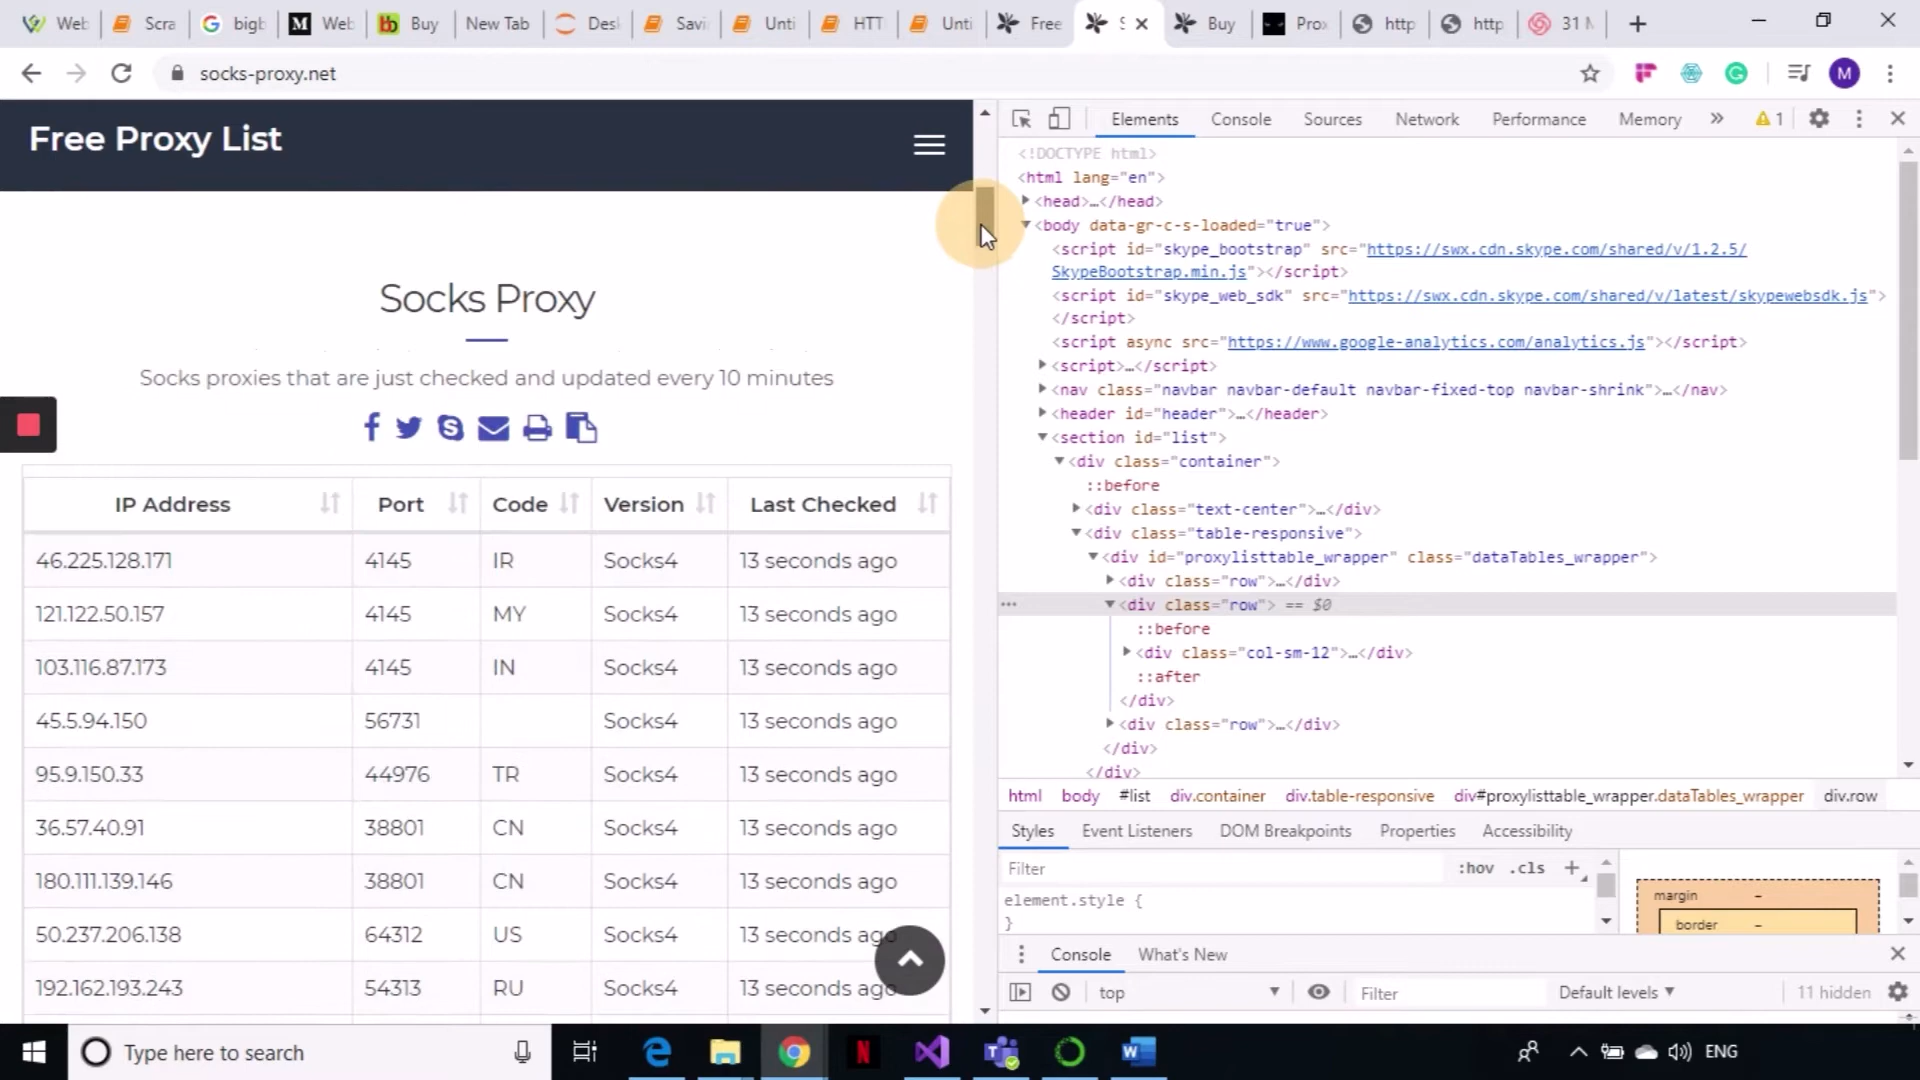 Web
Scra
bigb
Web
Buy
New Tab
Desk
Savi
Unti
HTT
Unti
Free
S
Buy
Prox
http
http
31 M
socks-proxy.net
M
Free Proxy List
Socks Proxy
Socks proxies that are just checked and updated every 10 minutes
IP Address Port Code Version Last Checked
46.225.128.171 4145 IR Socks4 13 seconds ago
121.122.50.157 4145 MY Socks4 13 seconds ago
103.116.87.173 4145 IN Socks4 13 seconds ago
45.5.94.150 56731 Socks4 13 seconds ago
95.9.150.33 44976 TR Socks4 13 seconds ago
36.57.40.91 38801 CN Socks4 13 seconds ago
180.111.139.146 38801 CN Socks4 13 seconds ago
50.237.206.138 64312 US Socks4 13 seconds ago
192.162.193.243 54313 RU Socks4 13 seconds ago
Elements Console Sources Network Performance Memory » 1
<!DOCTYPE html>
<html lang="en">
<head>…</head>
<body data-gr-c-s-loaded="true">
<script id="skype_bootstrap" src="https://swx.cdn.skype.com/shared/v/1.2.5/
SkypeBootstrap.min.js"></script>
<script id="skype_web_sdk" src="https://swx.cdn.skype.com/shared/v/latest/skypewebsdk.js">
</script>
<script async src="https://www.google-analytics.com/analytics.js"></script>
<script>…</script>
<nav class="navbar navbar-default navbar-fixed-top navbar-shrink">…</nav>
<header id="header">…</header>
<section id="list">
<div class="container">
::before
<div class="text-center">…</div>
<div class="table-responsive">
<div id="proxylisttable_wrapper" class="dataTables_wrapper">
<div class="row">…</div>
<div class="row"> == $0
::before
<div class="col-sm-12">…</div>
::after
</div>
<div class="row">…</div>
</div>
</div>
html body #list div.container div.table-responsive div#proxylisttable_wrapper.dataTables_wrapper div.row
Styles Event Listeners DOM Breakpoints Properties Accessibility
Filter :hov .cls +
element.style {
}
margin -
border -
Console What's New
top Filter Default levels 11 hidden
Type here to search
ENG